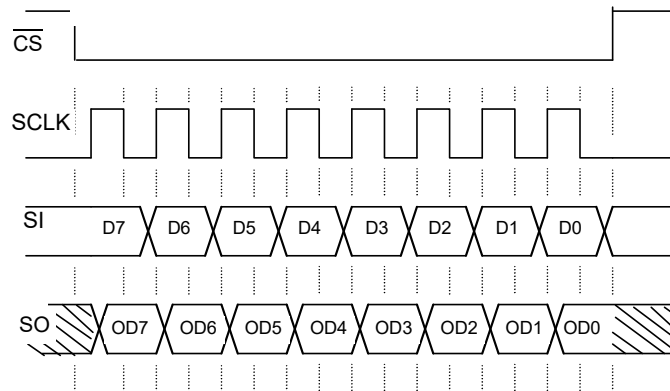 CS
SCLK
SI D7 D6 D5 D4 D3 D2 D1 D0
SO OD7 OD6 OD5 OD4 OD3 OD2 OD1 OD0